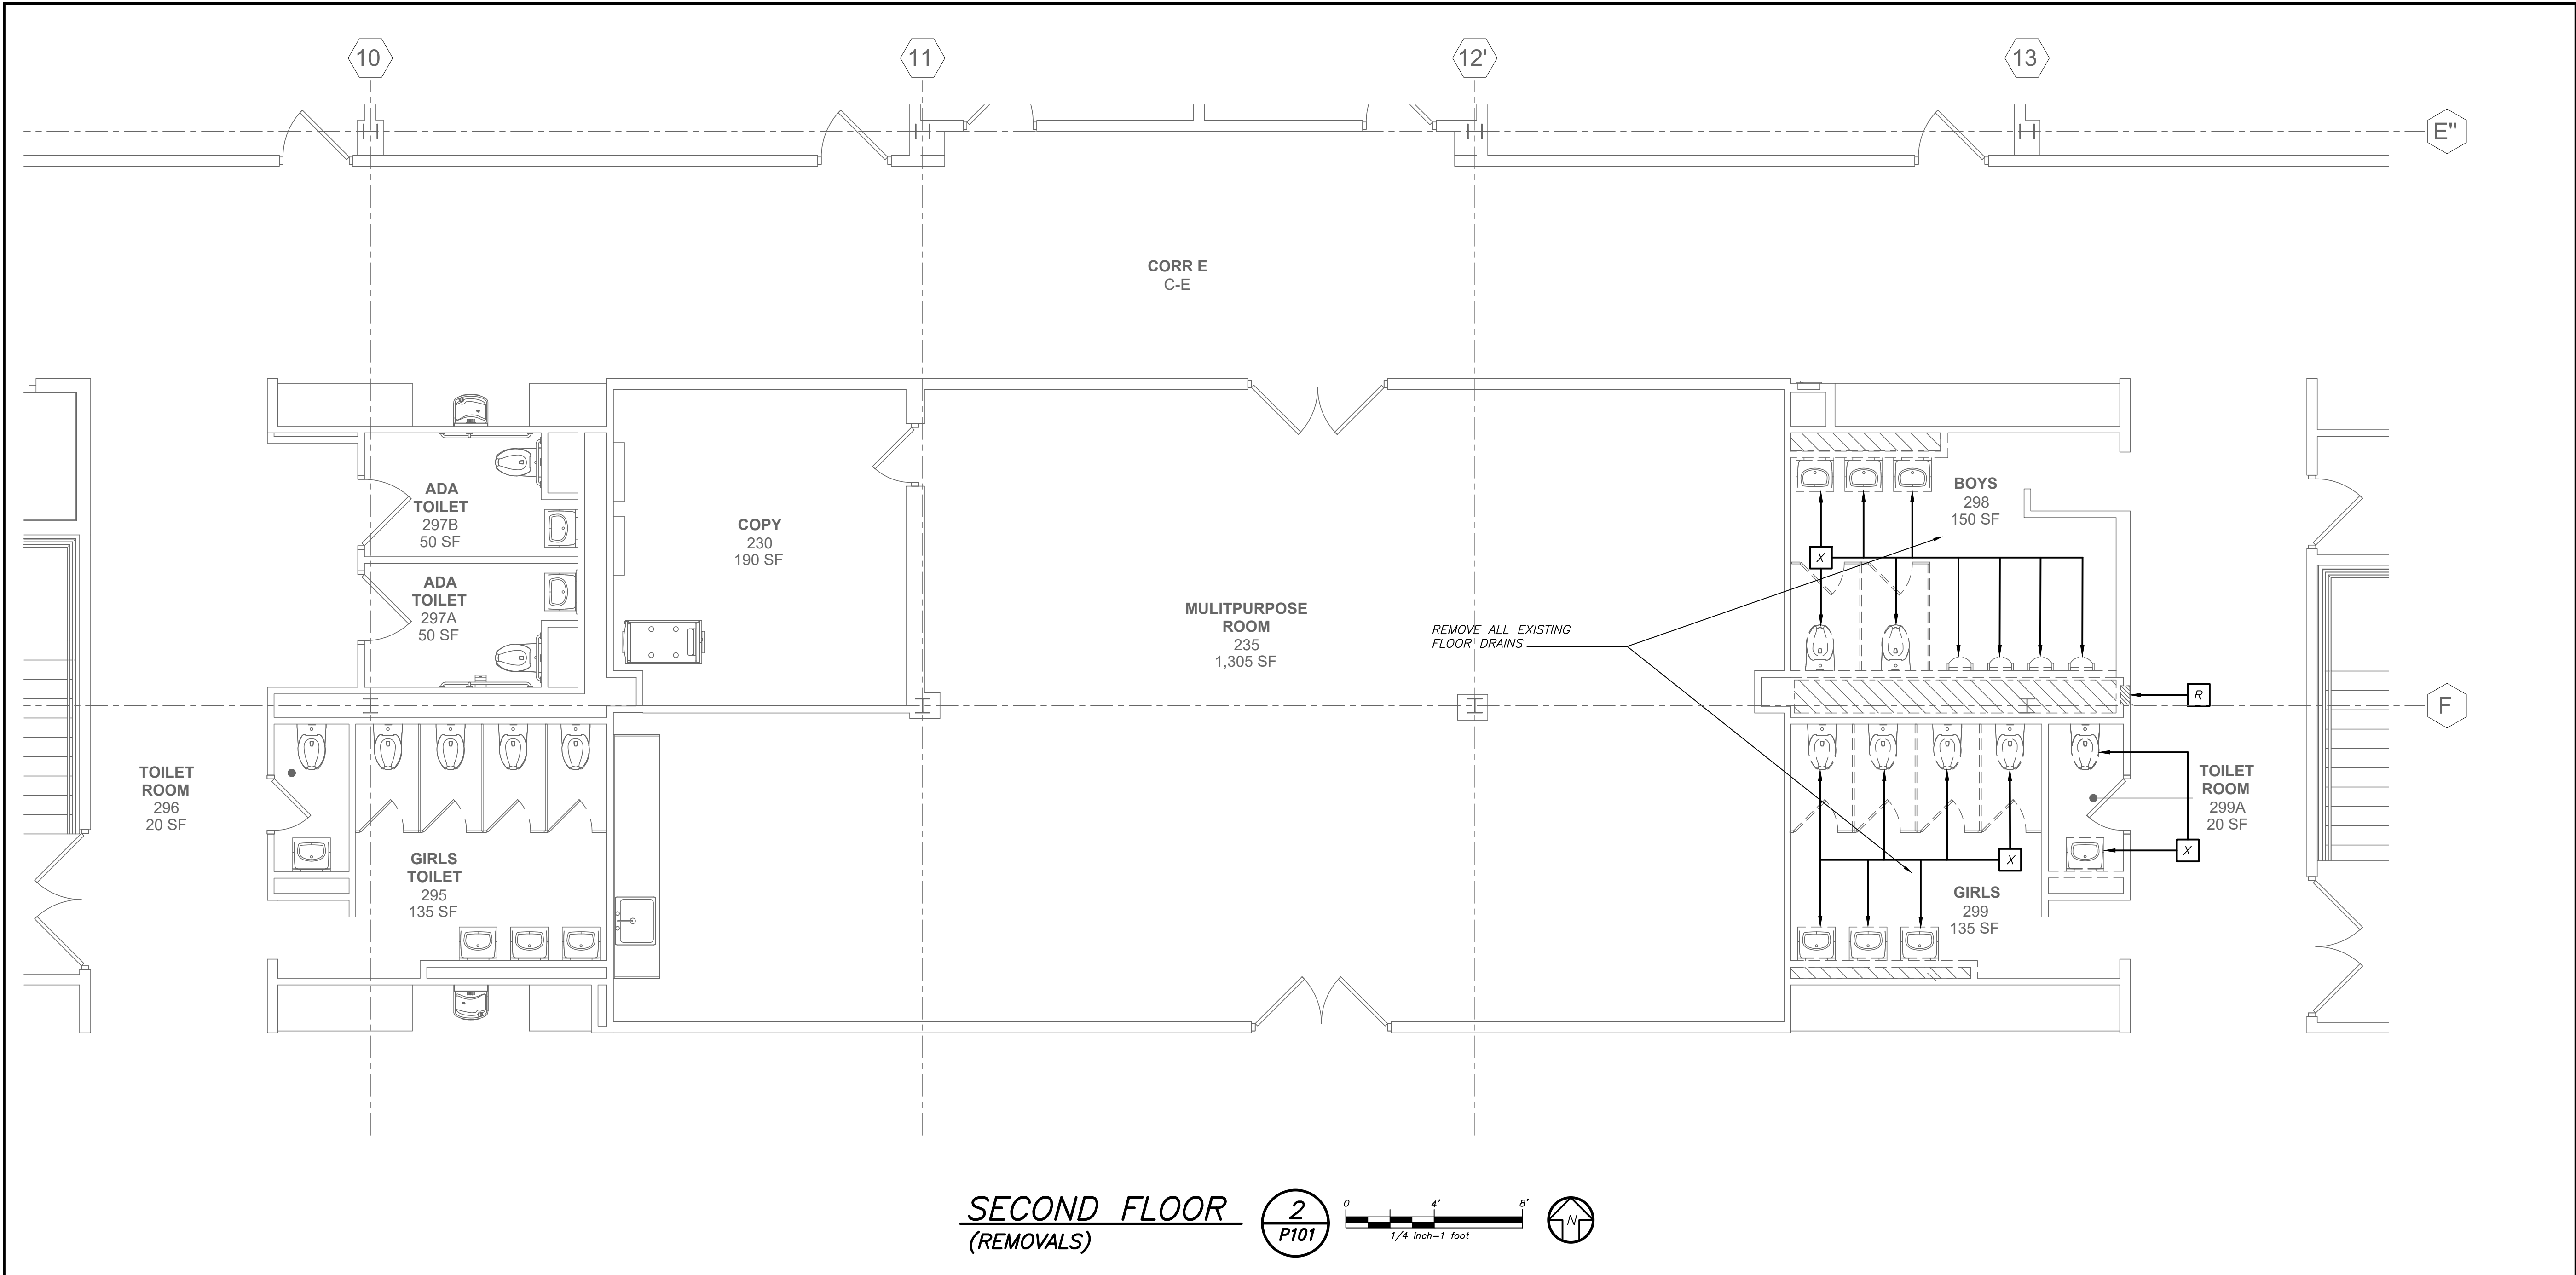 10
11
12'
13
E"
CORR E
C-E
ADA
TOILET
297B
50 SF
ADA
TOILET
297A
50 SF
COPY
230
190 SF
MULITPURPOSE
ROOM
235
1,305 SF
REMOVE ALL EXISTING
FLOOR DRAINS
BOYS
298
150 SF
X
R
F
TOILET
ROOM
296
20 SF
GIRLS
TOILET
295
135 SF
TOILET
ROOM
299A
20 SF
X
X
GIRLS
299
135 SF
SECOND FLOOR
(REMOVALS)
2
P101
0 4' 8'
1/4 inch=1 foot
N